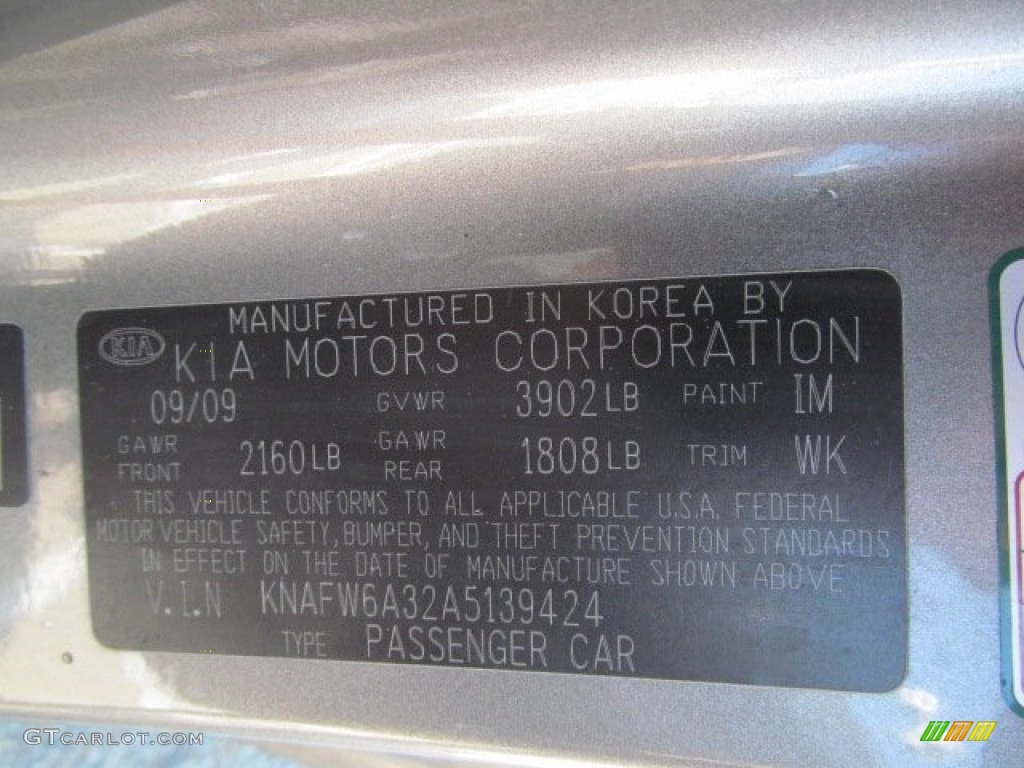 MANUFACTURED IN KOREA BY
KIA KIA MOTORS CORPORATION
09/09 GVWR 3902LB PAINT IM
GAWR FRONT 2160LB GAWR REAR 1808LB TRIM WK
THIS VEHICLE CONFORMS TO ALL APPLICABLE U.S.A. FEDERAL
MOTOR VEHICLE SAFETY, BUMPER, AND THEFT PREVENTION STANDARDS
IN EFFECT ON THE DATE OF MANUFACTURE SHOWN ABOVE
V.I.N KNAFW6A32A5139424
TYPE PASSENGER CAR
GTCARLOT.COM